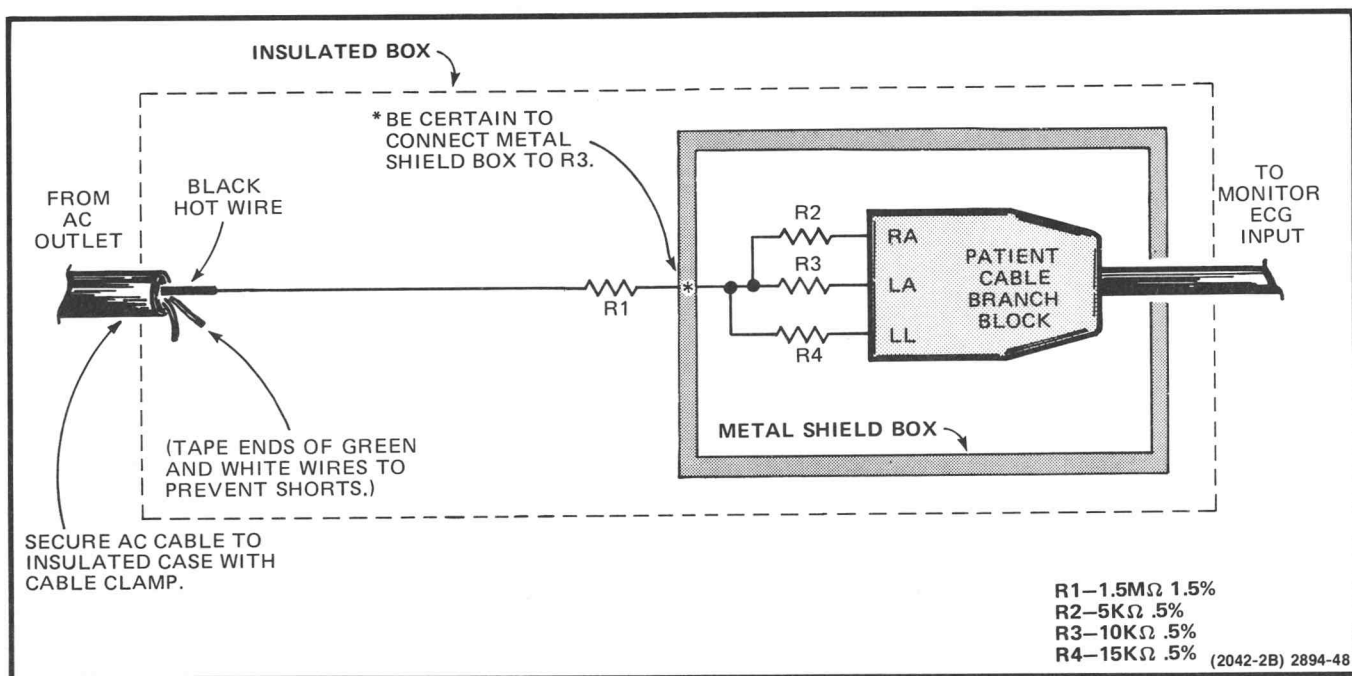 INSULATED BOX
* BE CERTAIN TO
CONNECT METAL
SHIELD BOX TO R3.
FROM
AC
OUTLET
BLACK
HOT WIRE
TO
MONITOR
ECG
INPUT
R1
*
R2
R3
R4
RA
LA
LL
PATIENT
CABLE
BRANCH
BLOCK
METAL SHIELD BOX
(TAPE ENDS OF GREEN
AND WHITE WIRES TO
PREVENT SHORTS.)
SECURE AC CABLE TO
INSULATED CASE WITH
CABLE CLAMP.
R1—1.5MΩ 1.5%
R2—5KΩ .5%
R3—10KΩ .5%
R4—15KΩ .5%
(2042-2B) 2894-48